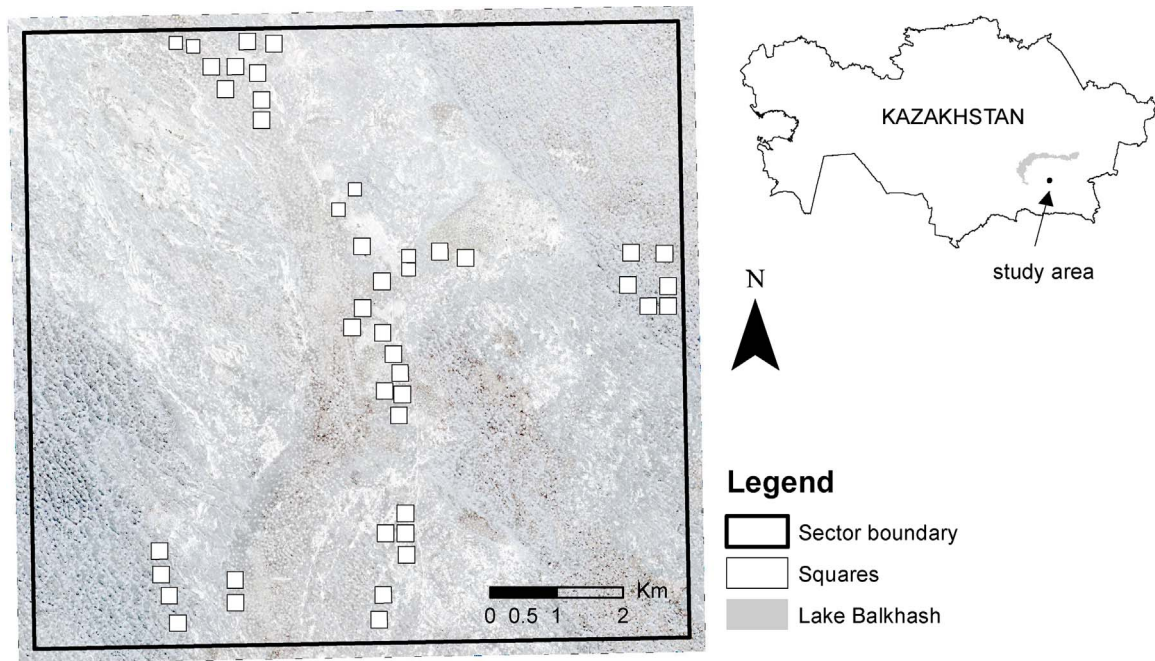 KAZAKHSTAN
study area
N
Legend
Sector boundary
Squares
Lake Balkhash
Km
0 0.5 1 2